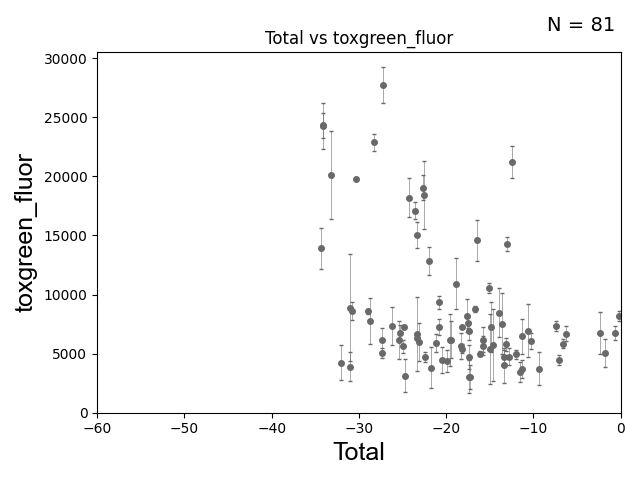 N = 81
Total vs toxgreen_fluor
30000
25000
20000
15000
10000
5000
0
toxgreen_fluor
−60 −50 −40 −30 −20 −10 0
Total